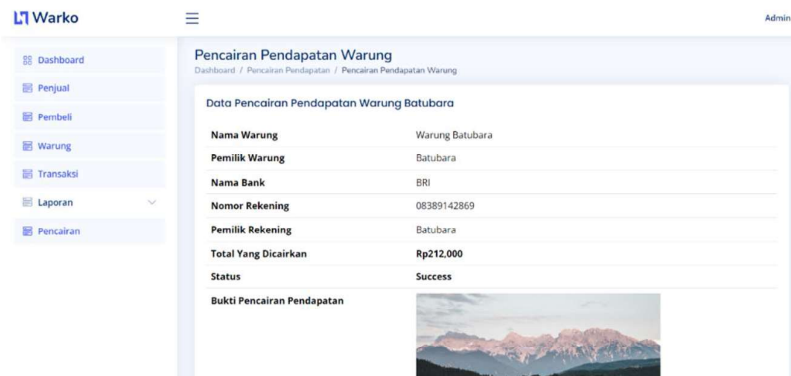 Warko
Admin
Dashboard
Penjual
Pembeli
Warung
Transaksi
Laporan
Pencairan
Pencairan Pendapatan Warung
Dashboard / Pencairan Pendapatan / Pencairan Pendapatan Warung
Data Pencairan Pendapatan Warung Batubara
Nama Warung Warung Batubara
Pemilik Warung Batubara
Nama Bank BRI
Nomor Rekening 08389142869
Pemilik Rekening Batubara
Total Yang Dicairkan Rp212,000
Status Success
Bukti Pencairan Pendapatan